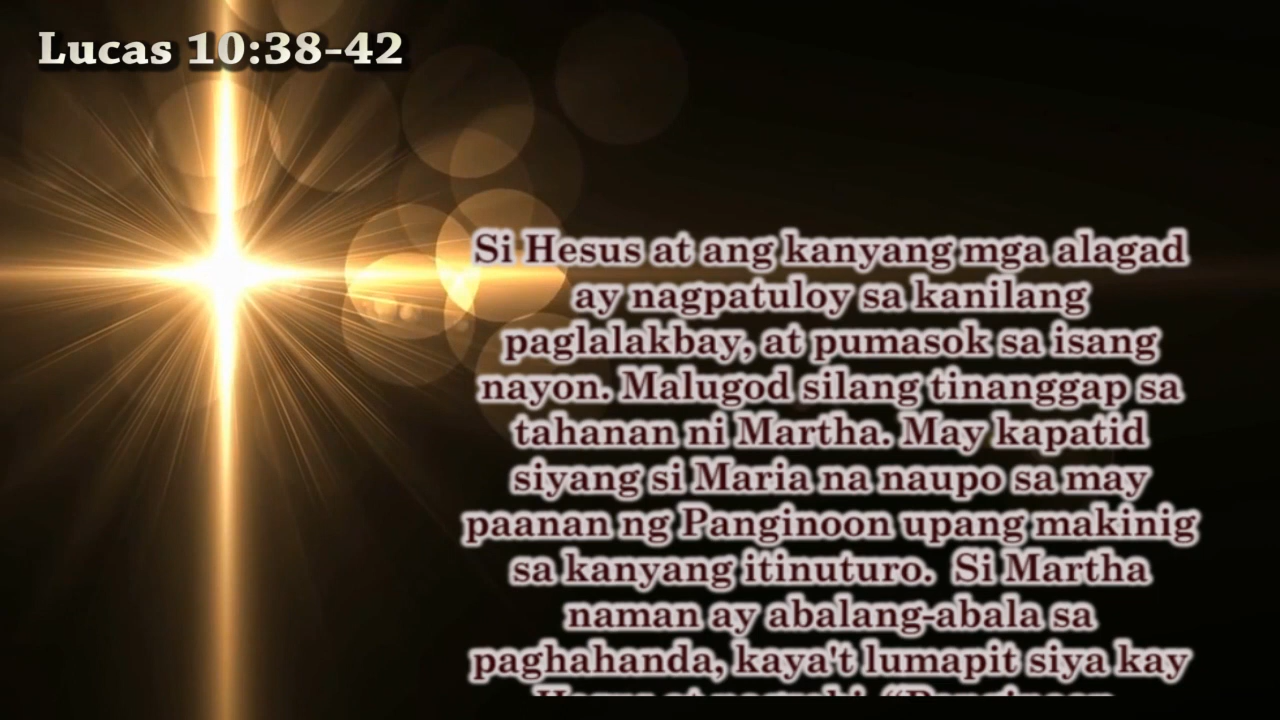 Lucas 10:38-42
Si Hesus at ang kanyang mga alagad
ay nagpatuloy sa kanilang
paglalakbay, at pumasok sa isang
nayon. Malugod silang tinanggap sa
tahanan ni Martha. May kapatid
siyang si Maria na naupo sa may
paanan ng Panginoon upang makinig
sa kanyang itinuturo. Si Martha
naman ay abalang-abala sa
paghahanda, kaya't lumapit siya kay